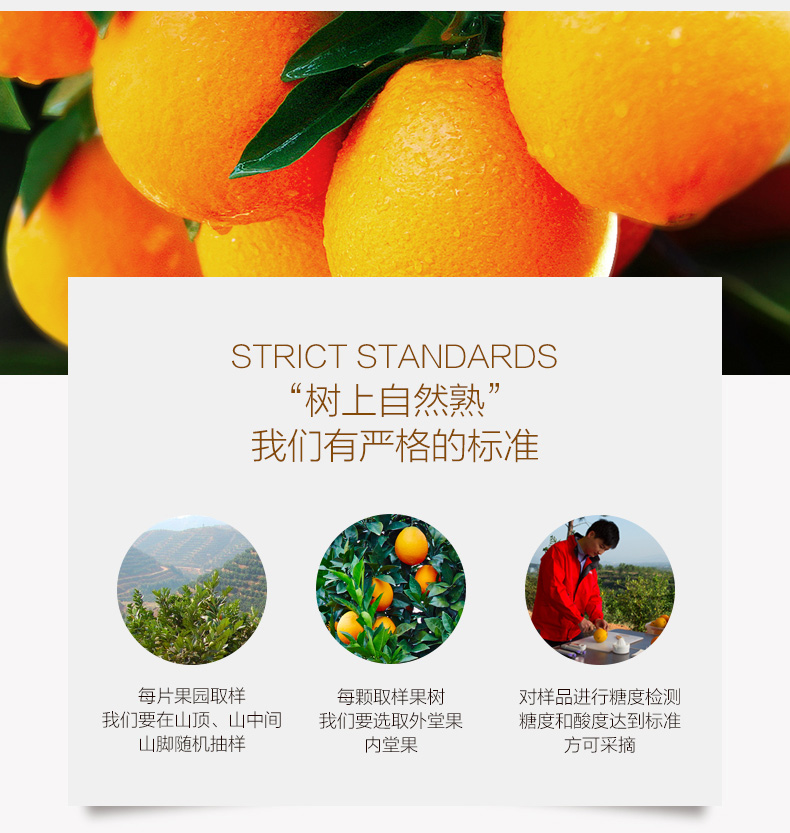 STRICT STANDARDS
“树上自然熟”
我们有严格的标准
每片果园取样
我们要在山顶、山中间
山脚随机抽样
每颗取样果树
我们要选取外堂果
内堂果
对样品进行糖度检测
糖度和酸度达到标准
方可采摘